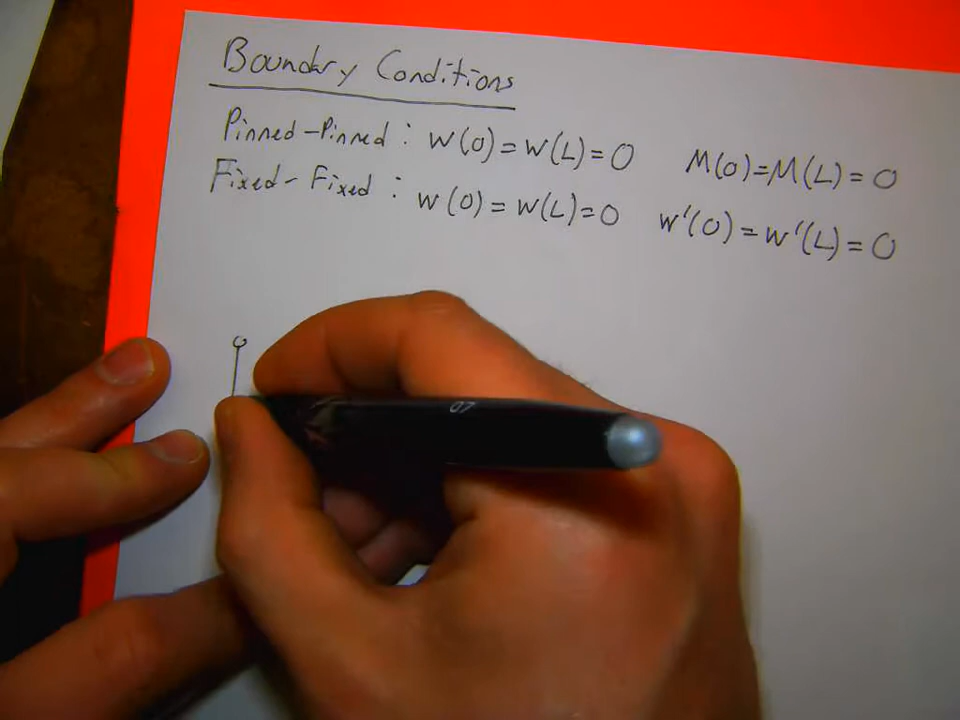 Boundary Conditions
Pinned-Pinned : w(0)=w(L)=0 M(0)=M(L)=0
Fixed-Fixed : w(0)=w(L)=0 w'(0)=w'(L)=0
07